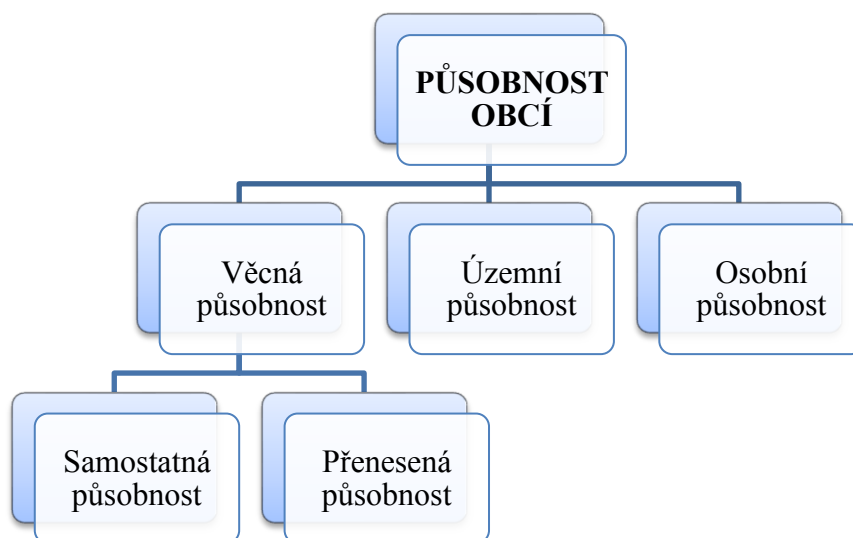 PŮSOBNOST
OBCÍ
Věcná
působnost
Územní
působnost
Osobní
působnost
Samostatná
působnost
Přenesená
působnost